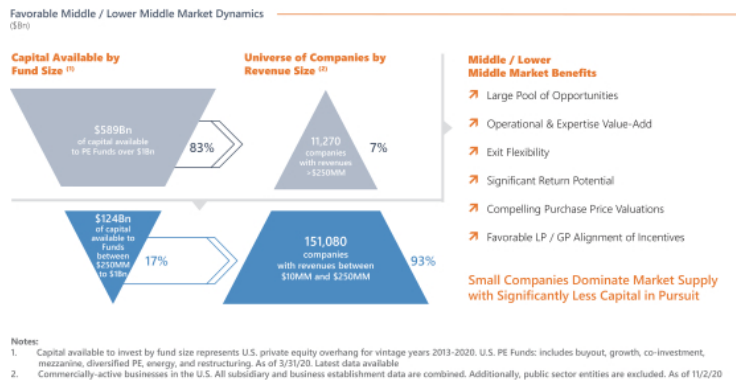 Favorable Middle / Lower Middle Market Dynamics
($Bn)
Capital Available by
Fund Size (1)
$589Bn
of capital available
to PE Funds over $1Bn
83%
Universe of Companies by
Revenue Size (2)
11,270
companies
with revenues
>$250MM
7%
$124Bn
of capital
available to
Funds
between
$250MM
to $1Bn
17%
151,080
companies
with revenues between
$10MM and $250MM
93%
Middle / Lower
Middle Market Benefits
Large Pool of Opportunities
Operational & Expertise Value-Add
Exit Flexibility
Significant Return Potential
Compelling Purchase Price Valuations
Favorable LP / GP Alignment of Incentives
Small Companies Dominate Market Supply
with Significantly Less Capital in Pursuit
Notes:
1. Capital available to invest by fund size represents U.S. private equity overhang for vintage years 2013-2020. U.S. PE Funds: includes buyout, growth, co-investment,
mezzanine, diversified PE, energy, and restructuring. As of 3/31/20. Latest data available
2. Commercially-active businesses in the U.S. All subsidiary and business establishment data are combined. Additionally, public sector entities are excluded. As of 11/2/20